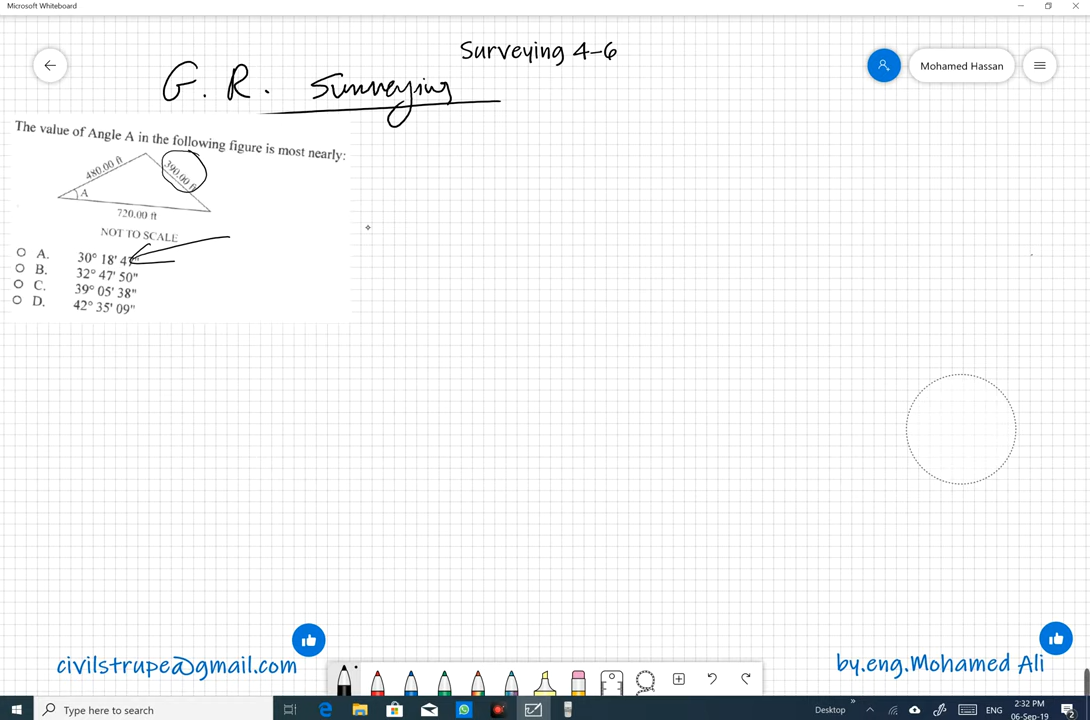 Microsoft Whiteboard
Surveying 4-6
Mohamed Hassan
G. R. Surveying
The value of Angle A in the following figure is most nearly:
480.00 ft
390.00 ft
A
720.00 ft
NOT TO SCALE
A. 30° 18' 47"
B. 32° 47' 50"
C. 39° 05' 38"
D. 42° 35' 09"
civilstrupe@gmail.com
by.eng.Mohamed Ali
Type here to search
Desktop
ENG
2:32 PM
06-Sep-19
2